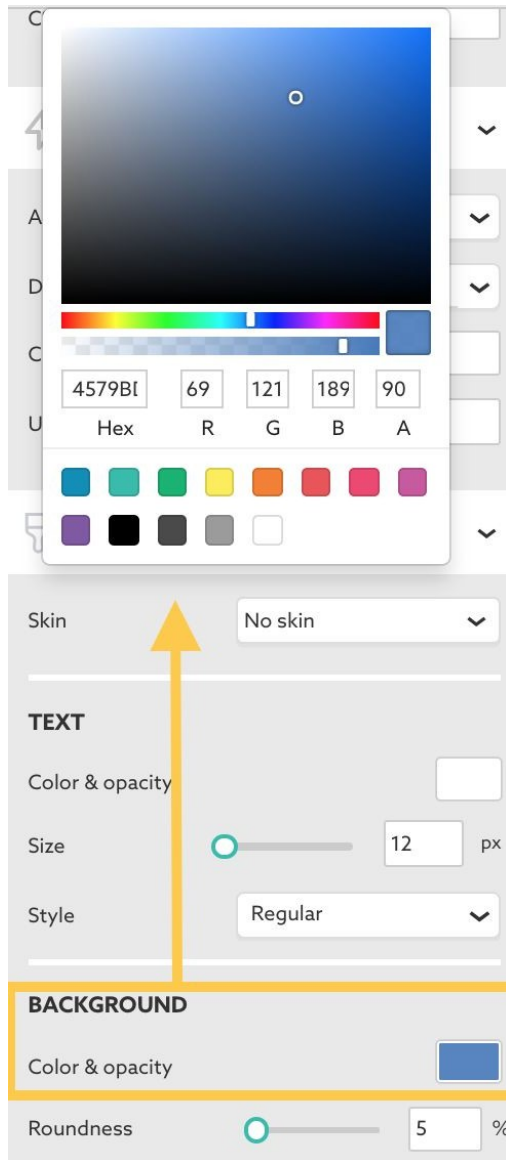 C
A
D
C
U
4579B
69
121
189
90
Hex
R
G
B
A
Skin
No skin
TEXT
Color & opacity
Size
12
px
Style
Regular
BACKGROUND
Color & opacity
Roundness
5
%